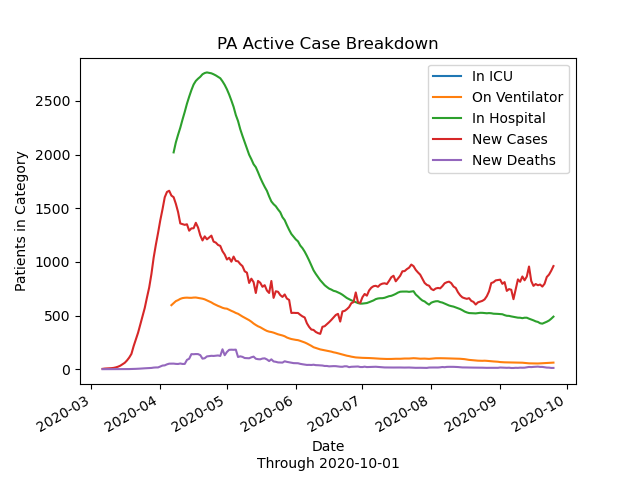 PA Active Case Breakdown
In ICU
On Ventilator
In Hospital
New Cases
New Deaths
Patients in Category
2500
2000
1500
1000
500
0
2020-03
2020-04
2020-05
2020-06
2020-07
2020-08
2020-09
2020-10
Date
Through 2020-10-01